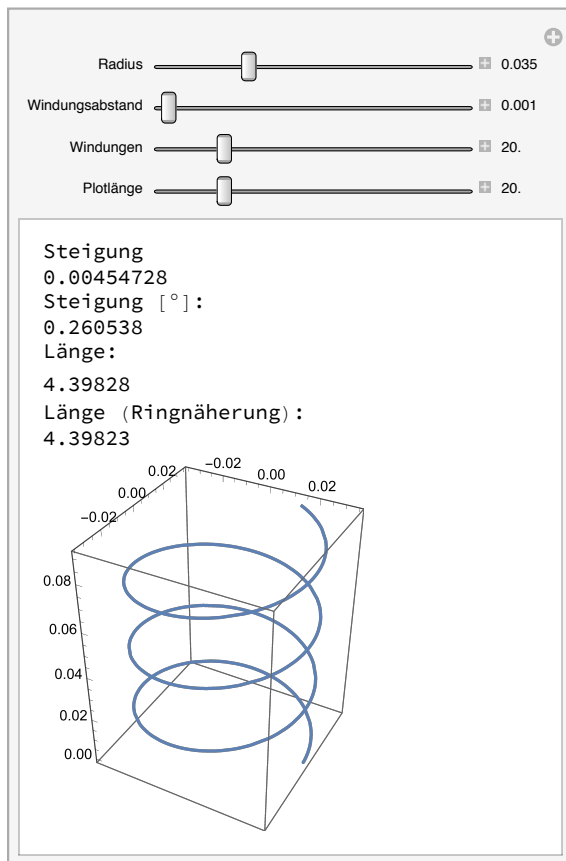 Radius 0.035
Windungsabstand 0.001
Windungen 20.
Plotlänge 20.
Steigung
0.00454728
Steigung [°]:
0.260538
Länge:
4.39828
Länge (Ringnäherung):
4.39823
-0.02
0.00
0.02
−0.02
0.00
0.02
0.08
0.06
0.04
0.02
0.00